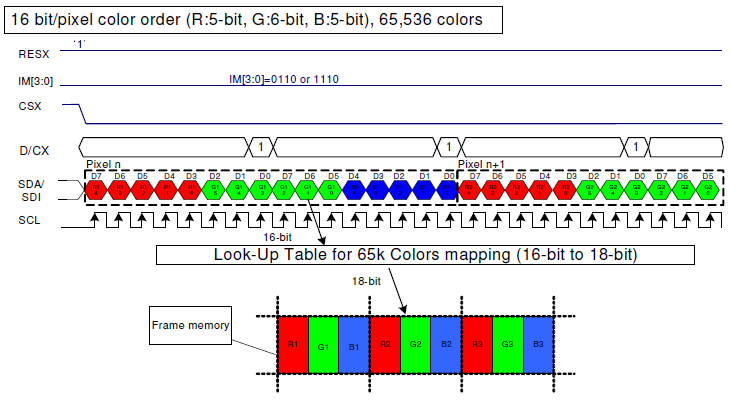 16 bit/pixel color order (R:5-bit, G:6-bit, B:5-bit), 65,536 colors
'1'
RESX
IM[3:0]
IM[3:0]=0110 or 1110
CSX
D/CX
1 1 1
Pixel n Pixel n+1
D7 D6 D5 D4 D3 D2 D1 D0 D7 D6 D5 D4 D3 D2 D1 D0 D7 D6 D5 D4 D3 D2 D1 D0 D7 D6 D5
SDA/
SDI
SCL
16-bit
Look-Up Table for 65k Colors mapping (16-bit to 18-bit)
18-bit
Frame memory
R1 G1 B1 R2 G2 B2 R3 G3 B3